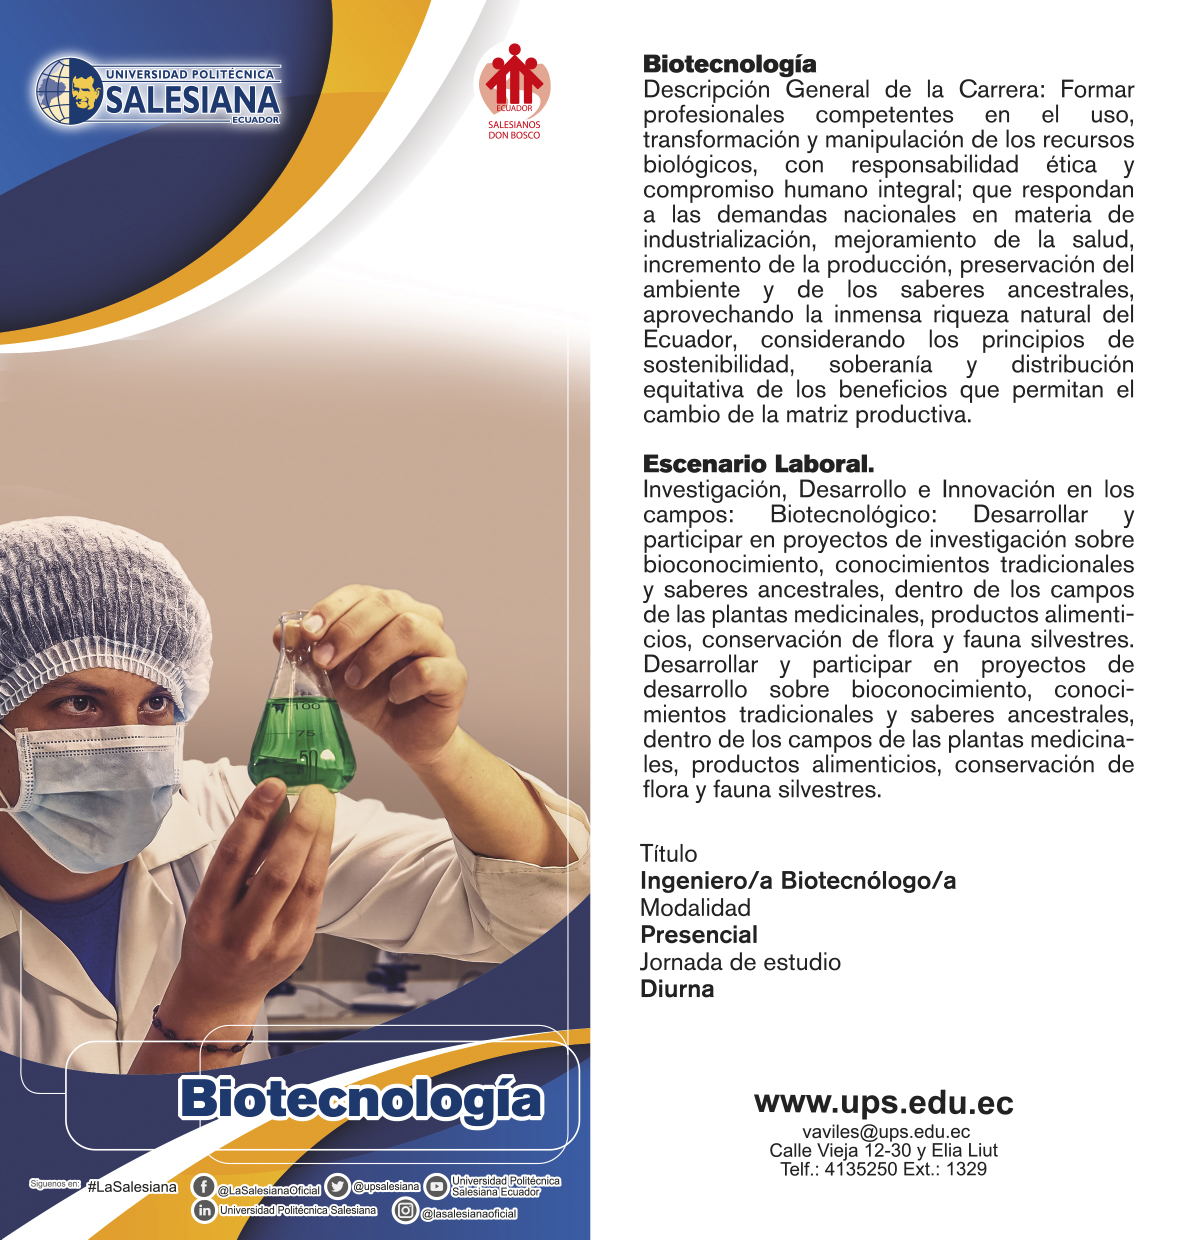 UNIVERSIDAD POLITÉCNICA
SALESIANA
ECUADOR
ECUADOR
SALESIANOS
DON BOSCO
100
75
50
Biotecnología
Siguenos en:
#LaSalesiana
@LaSalesianaOficial
@upsalesiana
Universidad Politécnica
Salesiana Ecuador
Universidad Politécnica Salesiana
@lasalesianaoficial
Biotecnología
Descripción General de la Carrera: Formar
profesionales competentes en el uso,
transformación y manipulación de los recursos
biológicos, con responsabilidad ética y
compromiso humano integral; que respondan
a las demandas nacionales en materia de
industrialización, mejoramiento de la salud,
incremento de la producción, preservación del
ambiente y de los saberes ancestrales,
aprovechando la inmensa riqueza natural del
Ecuador, considerando los principios de
sostenibilidad, soberanía y distribución
equitativa de los beneficios que permitan el
cambio de la matriz productiva.
Escenario Laboral.
Investigación, Desarrollo e Innovación en los
campos: Biotecnológico: Desarrollar y
participar en proyectos de investigación sobre
bioconocimiento, conocimientos tradicionales
y saberes ancestrales, dentro de los campos
de las plantas medicinales, productos alimenti-
cios, conservación de flora y fauna silvestres.
Desarrollar y participar en proyectos de
desarrollo sobre bioconocimiento, conoci-
mientos tradicionales y saberes ancestrales,
dentro de los campos de las plantas medicina-
les, productos alimenticios, conservación de
flora y fauna silvestres.
Título
Ingeniero/a Biotecnólogo/a
Modalidad
Presencial
Jornada de estudio
Diurna
www.ups.edu.ec
vaviles@ups.edu.ec
Calle Vieja 12-30 y Elia Liut
Telf.: 4135250 Ext.: 1329